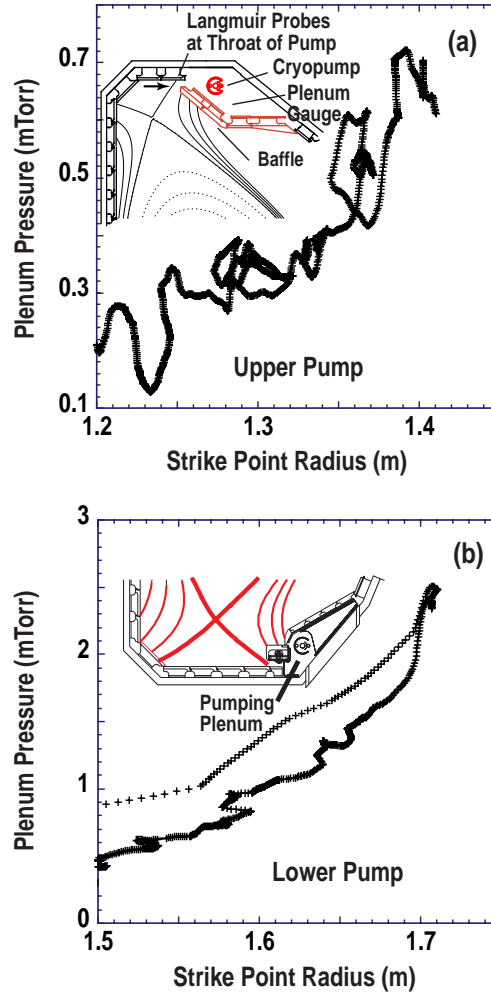 Langmuir Probes
at Throat of Pump
(a)
Cryopump
Plenum
Gauge
Baffle
0.7
0.5
0.3
0.1
Plenum Pressure (mTorr)
Upper Pump
1.2
1.3
1.4
Strike Point Radius (m)
(b)
3
2
1
0
Plenum Pressure (mTorr)
Pumping
Plenum
Lower Pump
1.5
1.6
1.7
Strike Point Radius (m)